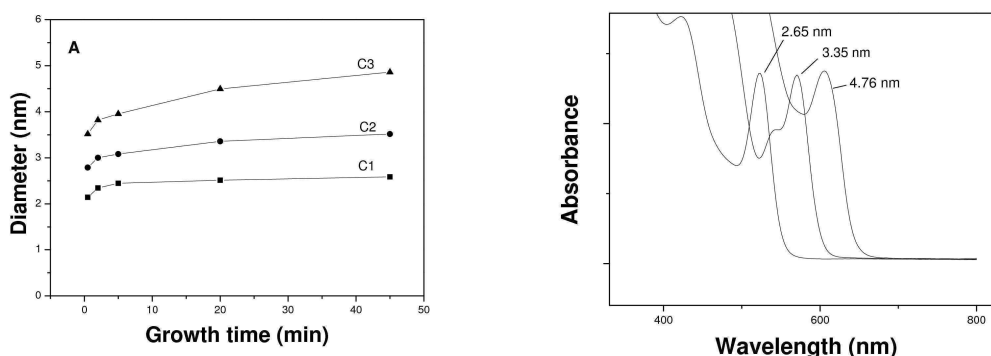 A
C3
C2
C1
6
5
4
3
2
1
0
0 10 20 30 40 50
Diameter (nm)
Growth time (min)
2.65 nm
3.35 nm
4.76 nm
Absorbance
400 600 800
Wavelength (nm)